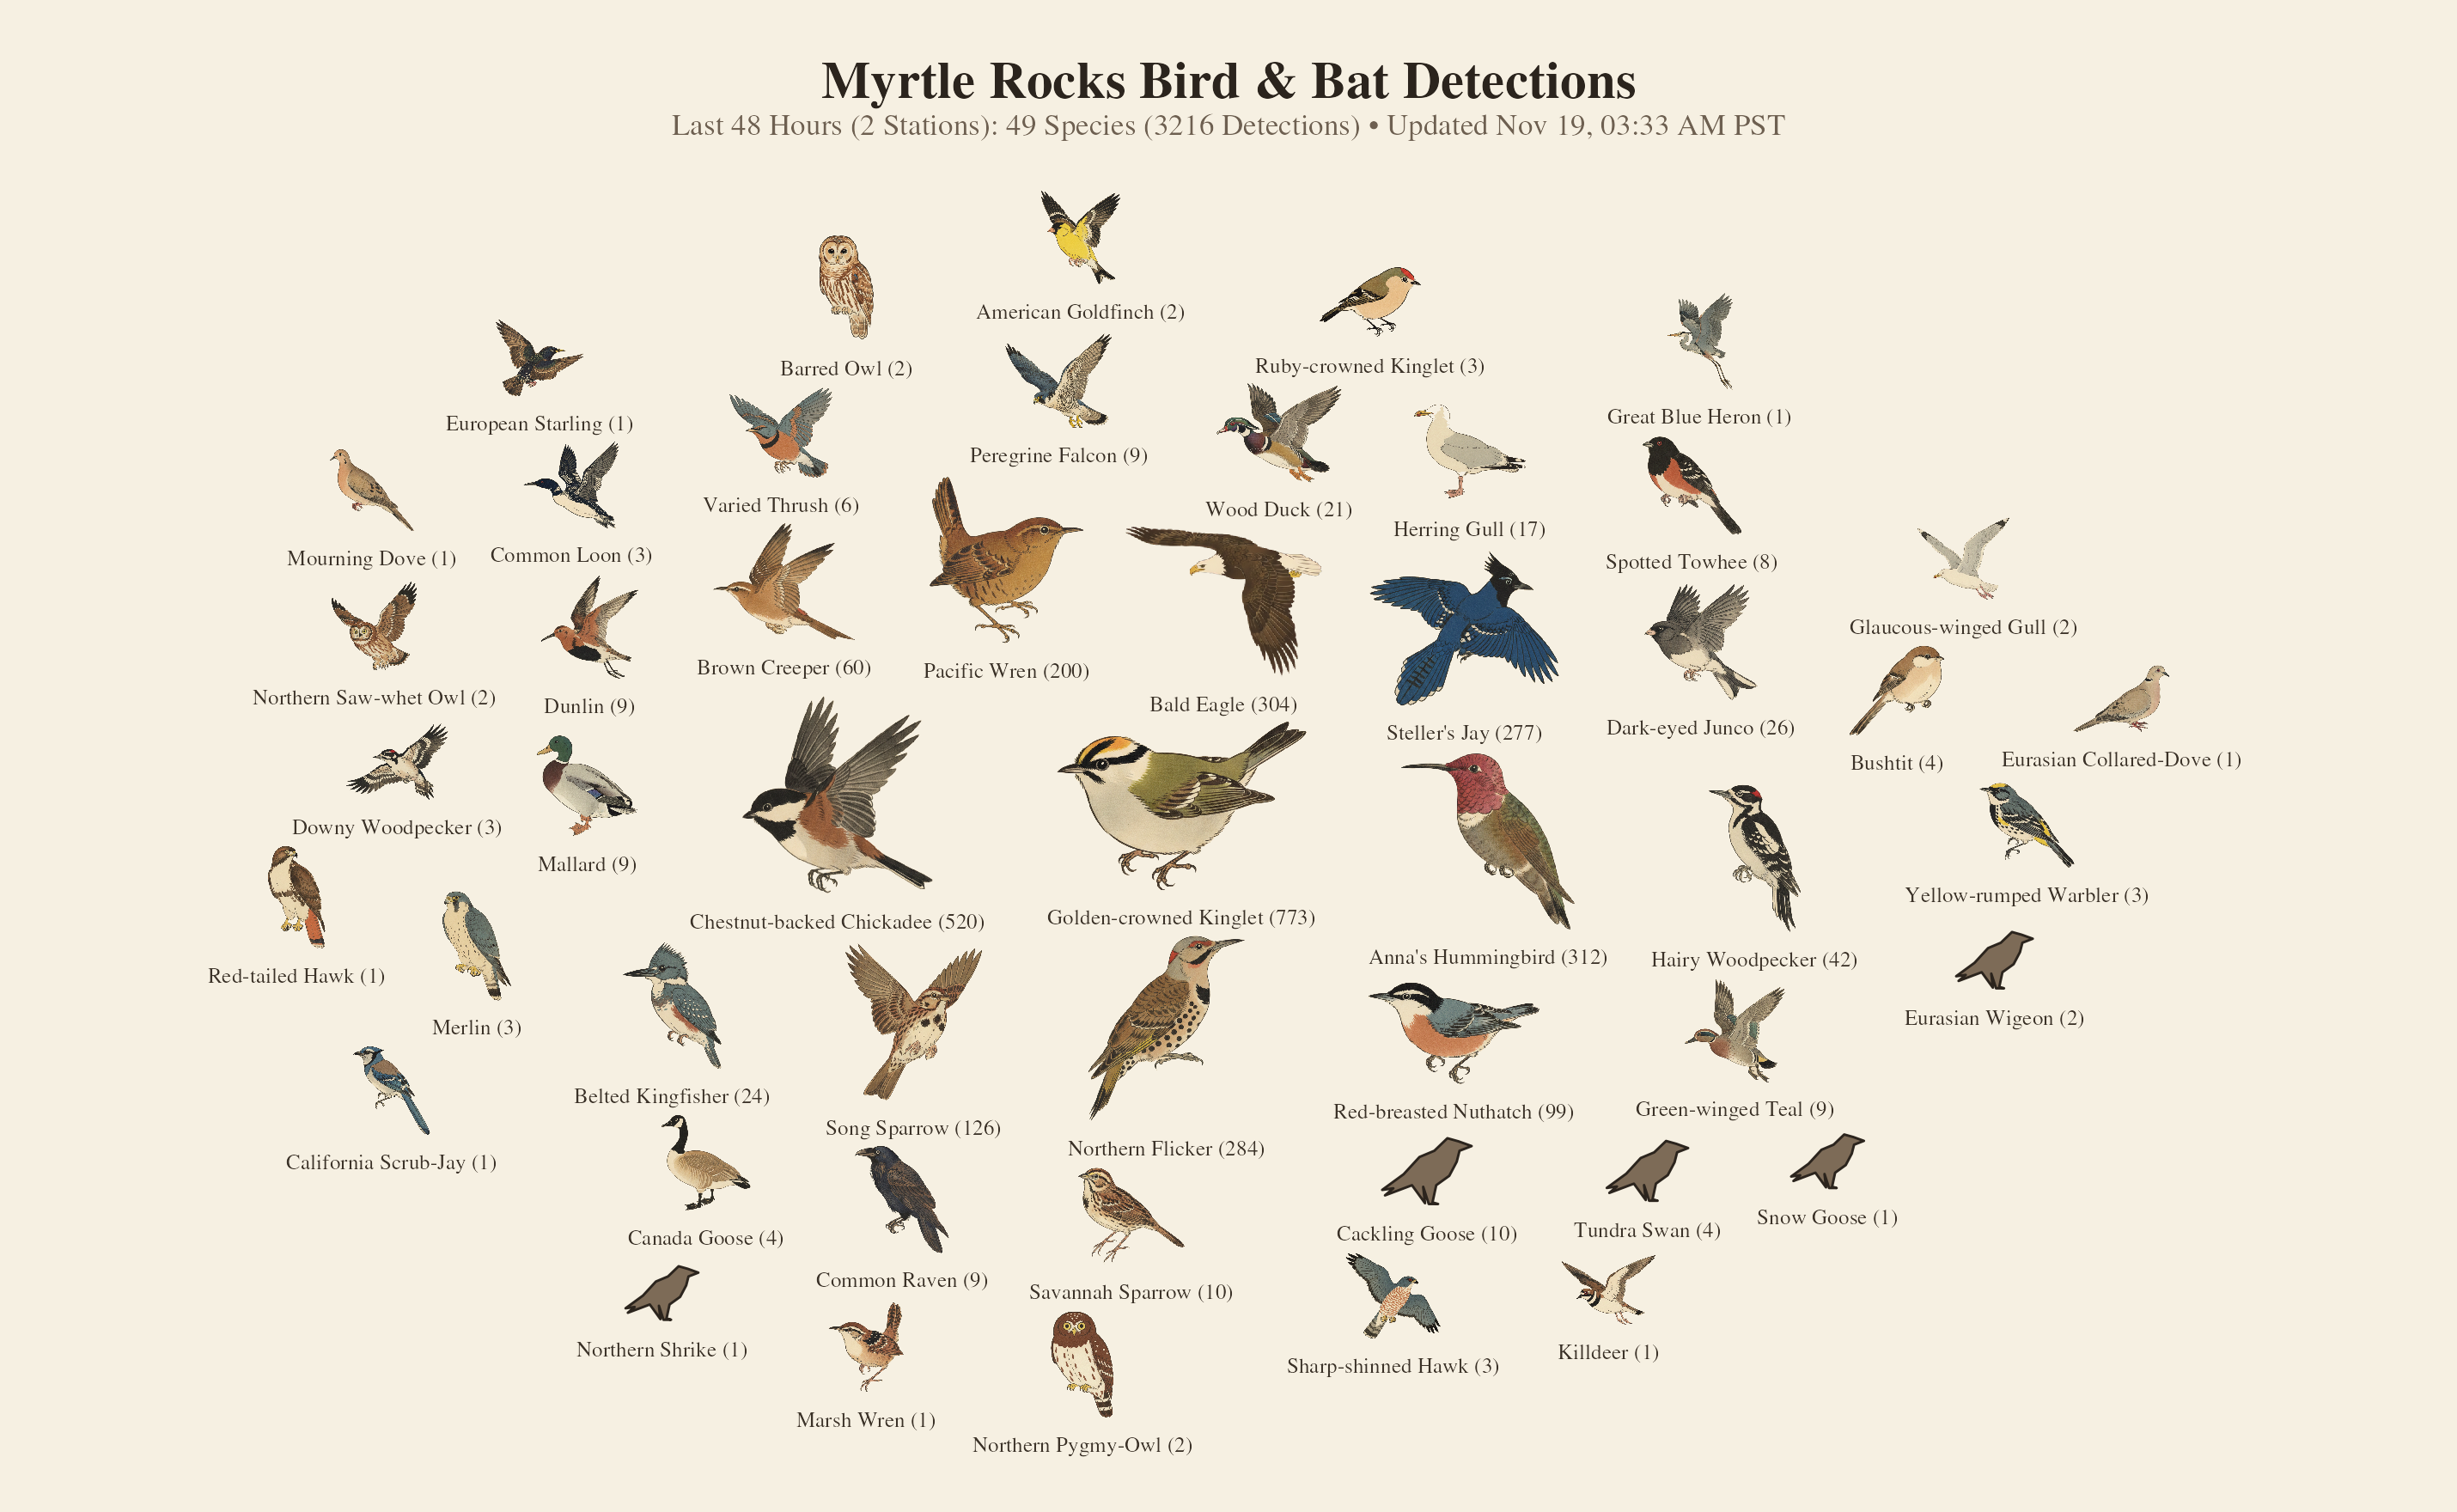 Myrtle Rocks Bird & Bat Detections
Last 48 Hours (2 Stations): 49 Species (3216 Detections) • Updated Nov 19, 03:33 AM PST
American Goldfinch (2)
Barred Owl (2)
Ruby-crowned Kinglet (3)
Great Blue Heron (1)
European Starling (1)
Peregrine Falcon (9)
Varied Thrush (6)
Wood Duck (21)
Herring Gull (17)
Mourning Dove (1)
Common Loon (3)
Spotted Towhee (8)
Glaucous-winged Gull (2)
Brown Creeper (60)
Pacific Wren (200)
Northern Saw-whet Owl (2)
Dunlin (9)
Bald Eagle (304)
Steller's Jay (277)
Dark-eyed Junco (26)
Bushtit (4)
Eurasian Collared-Dove (1)
Downy Woodpecker (3)
Mallard (9)
Chestnut-backed Chickadee (520)
Golden-crowned Kinglet (773)
Yellow-rumped Warbler (3)
Anna's Hummingbird (312)
Hairy Woodpecker (42)
Red-tailed Hawk (1)
Merlin (3)
Eurasian Wigeon (2)
Belted Kingfisher (24)
Song Sparrow (126)
Northern Flicker (284)
Red-breasted Nuthatch (99)
Green-winged Teal (9)
California Scrub-Jay (1)
Canada Goose (4)
Common Raven (9)
Savannah Sparrow (10)
Cackling Goose (10)
Tundra Swan (4)
Snow Goose (1)
Northern Shrike (1)
Sharp-shinned Hawk (3)
Killdeer (1)
Marsh Wren (1)
Northern Pygmy-Owl (2)